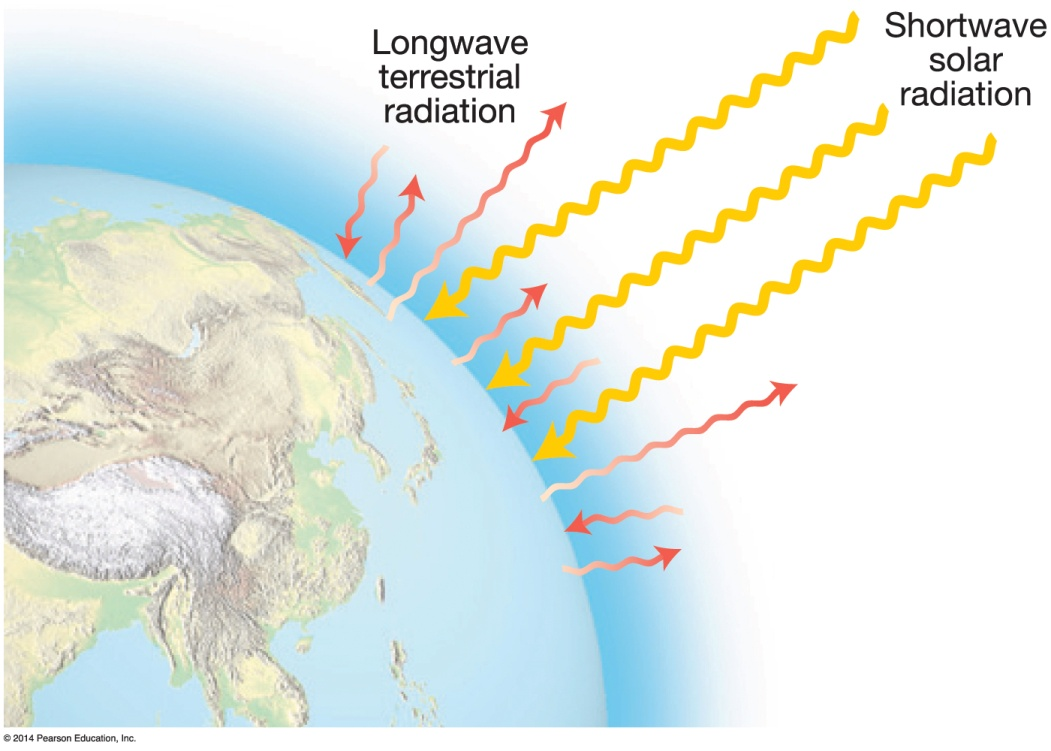 Longwave
terrestrial
radiation
Shortwave
solar
radiation
© 2014 Pearson Education, Inc.